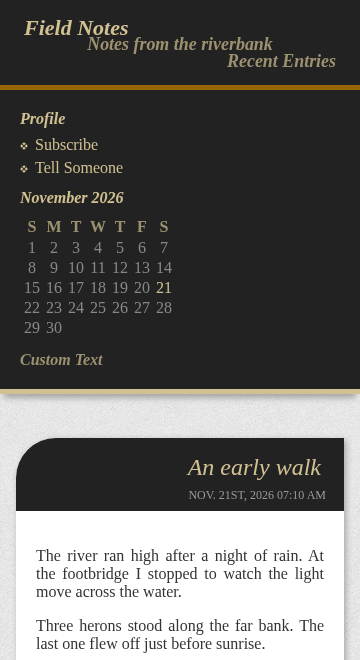 Field Notes
Notes from the riverbank
Recent Entries
Profile
Subscribe
Tell Someone
November 2026
S M T W T F S
1 2 3 4 5 6 7
8 9 10 11 12 13 14
15 16 17 18 19 20 21
22 23 24 25 26 27 28
29 30
Custom Text
An early walk
NOV. 21ST, 2026 07:10 AM
The river ran high after a night of rain. At
the footbridge I stopped to watch the light
move across the water.
Three herons stood along the far bank. The
last one flew off just before sunrise.